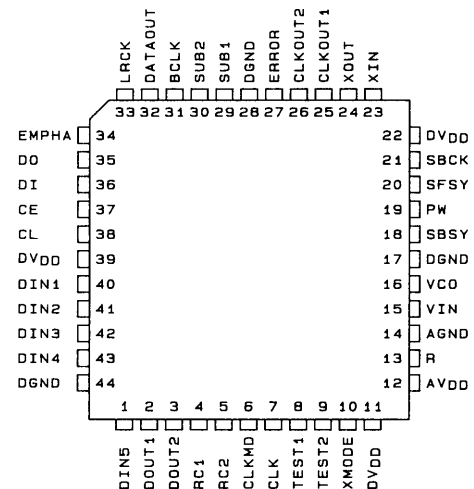 LRCK DATAOUT BCLK SUB2 SUB1 DGND ERROR CLKOUT2 CLKOUT1 XOUT XIN
33 32 31 30 29 28 27 26 25 24 23
EMPHA 34 22 DVDD
DO 35 21 SBCK
DI 36 20 SFSY
CE 37 19 PW
CL 38 18 SBSY
DVDD 39 17 DGND
DIN1 40 16 VCO
DIN2 41 15 VIN
DIN3 42 14 AGND
DIN4 43 13 R
DGND 44 12 AVDD
1 2 3 4 5 6 7 8 9 10 11
DIN5 DOUT1 DOUT2 RC1 RC2 CLKMD CLK TEST1 TEST2 XMODE DVDD